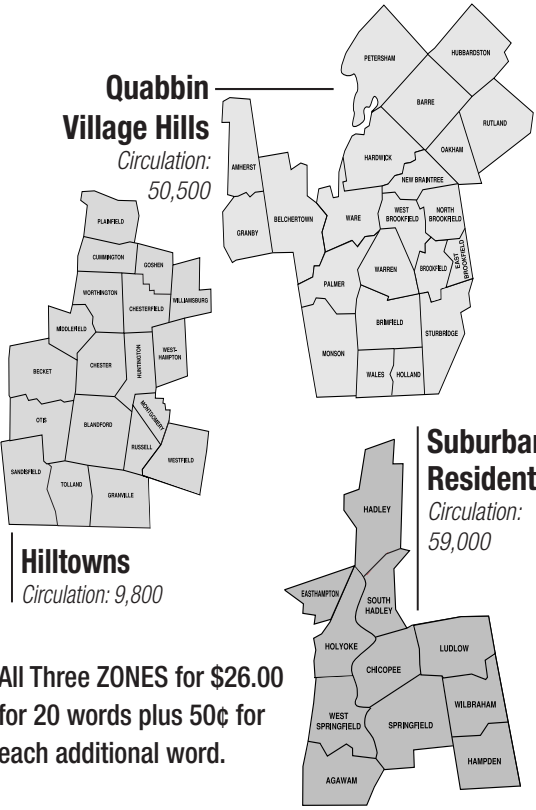 Quabbin
Village Hills
Circulation:
50,500
PETERSHAM
HUBBARDSTON
BARRE
RUTLAND
OAKHAM
HARDWICK
NEW BRAINTREE
AMHERST
GRANBY
BELCHERTOWN
WARE
WEST
BROOKFIELD
NORTH
BROOKFIELD
PALMER
WARREN
BROOKFIELD
EAST
BROOKFIELD
BRIMFIELD
STURBRIDGE
MONSON
WALES
HOLLAND
PLAINFIELD
CUMMINGTON
GOSHEN
WORTHINGTON
CHESTERFIELD
WILLIAMSBURG
MIDDLEFIELD
BECKET
CHESTER
HUNTINGTON
WEST-
HAMPTON
OTIS
BLANDFORD
MONTGOMERY
RUSSELL
WESTFIELD
SANDISFIELD
TOLLAND
GRANVILLE
Hilltowns
Circulation: 9,800
Suburban
Resident
Circulation:
59,000
HADLEY
EASTHAMPTON
SOUTH
HADLEY
HOLYOKE
CHICOPEE
LUDLOW
WEST
SPRINGFIELD
SPRINGFIELD
WILBRAHAM
AGAWAM
HAMPDEN
All Three ZONES for $26.00
for 20 words plus 50¢ for
each additional word.